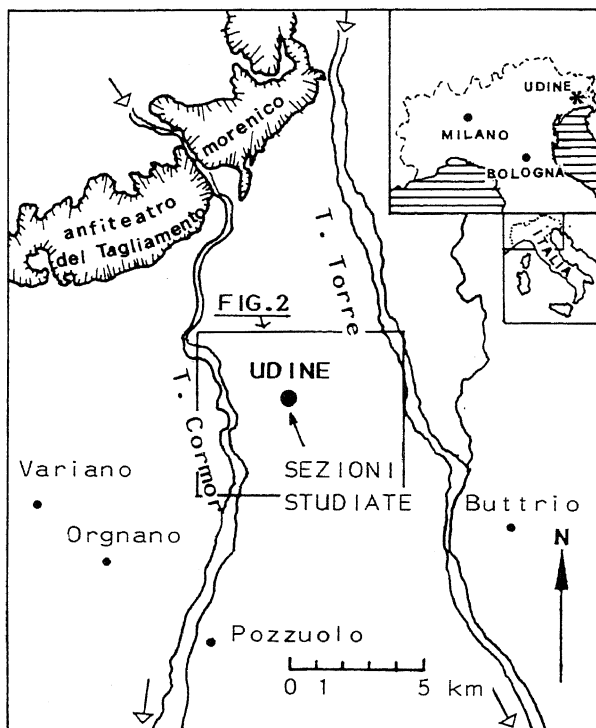 UDINE
MILANO
BOLOGNA
ITALIA
morenico
anfiteatro
del Tagliamento
T. Torre
FIG.2
UDINE
T. Cormor
SEZIONI
STUDIATE
Variano
Orgnano
Buttrio
N
Pozzuolo
0 1 5 km